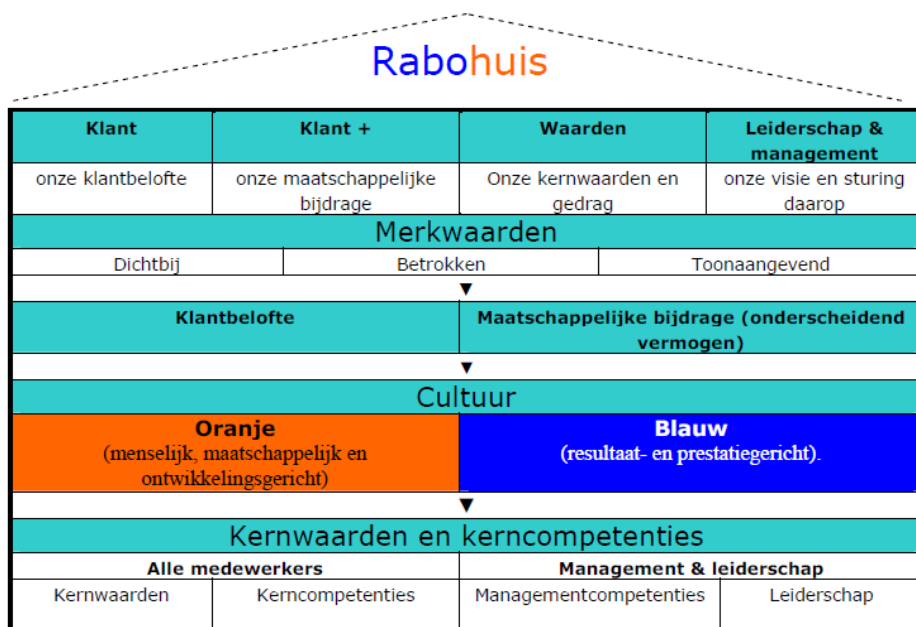 Rabohuis
Klant
Klant +
Waarden
Leiderschap &
management
onze klantbelofte
onze maatschappelijke
bijdrage
Onze kernwaarden en
gedrag
onze visie en sturing
daarop
Merkwaarden
Dichtbij
Betrokken
Toonaangevend
▼
Klantbelofte
Maatschappelijke bijdrage (onderscheidend
vermogen)
▼
Cultuur
Oranje
(menselijk, maatschappelijk en
ontwikkelingsgericht)
Blauw
(resultaat- en prestatiegericht).
▼
Kernwaarden en kerncompetenties
Alle medewerkers
Management & leiderschap
Kernwaarden
Kerncompetenties
Managementcompetenties
Leiderschap